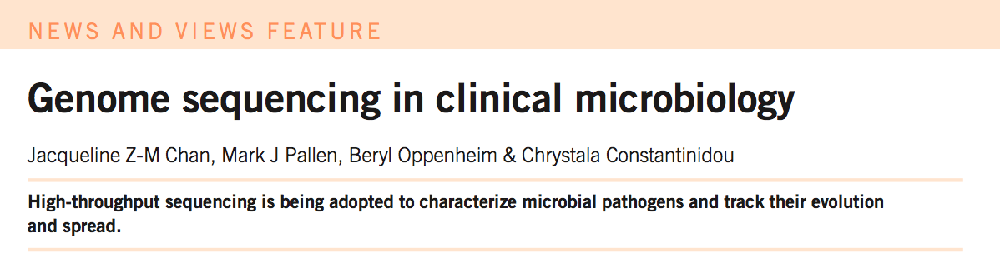 NEWS AND VIEWS FEATURE
Genome sequencing in clinical microbiology
Jacqueline Z-M Chan, Mark J Pallen, Beryl Oppenheim & Chrystala Constantinidou
High-throughput sequencing is being adopted to characterize microbial pathogens and track their evolution
and spread.